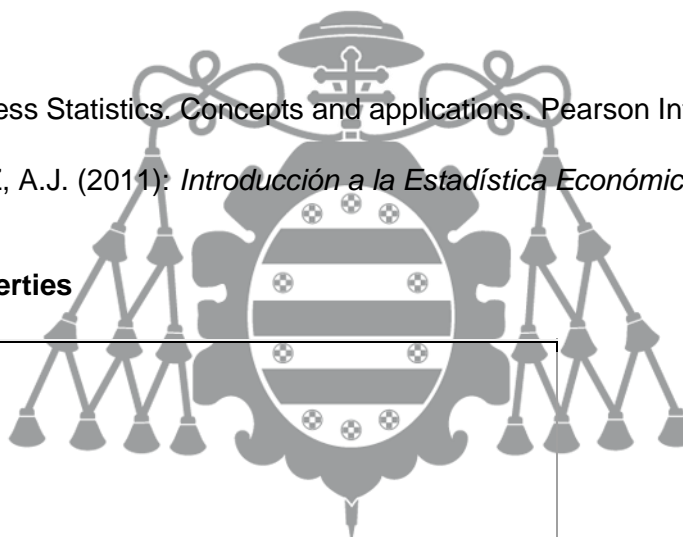 ess Statistics. Concepts and applications. Pearson In
, A.J. (2011): Introducción a la Estadística Económic
erties